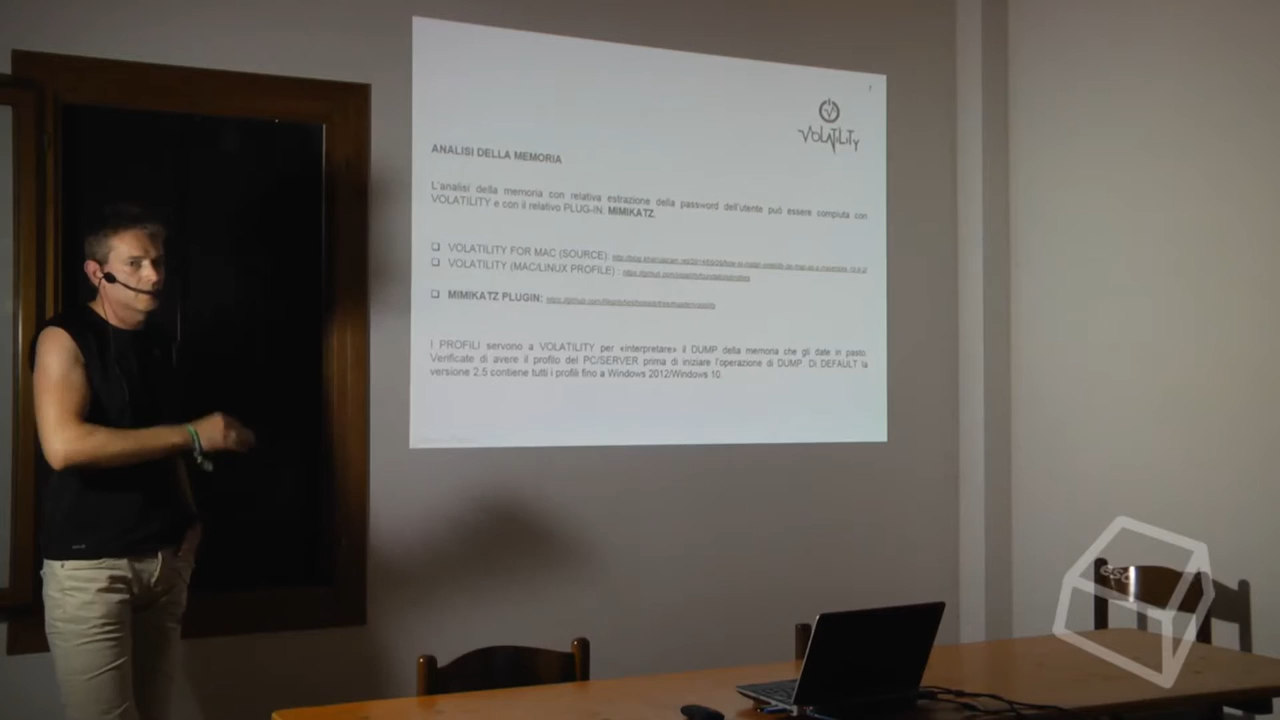 7
VOLATILITY
ANALISI DELLA MEMORIA
L'analisi della memoria con relativa estrazione della password dell'utente può essere compiuta con
VOLATILITY e con il relativo PLUG-IN. MIMIKATZ.
VOLATILITY FOR MAC (SOURCE):
VOLATILITY (MAC/LINUX PROFILE) :
MIMIKATZ PLUGIN:
I PROFILI servono a VOLATILITY per «interpretare» il DUMP della memoria che gli date in pasto.
Verificate di avere il profilo del PC/SERVER prima di iniziare l'operazione di DUMP. Di DEFAULT la
versione 2.5 contiene tutti i profili fino a Windows 2012/Windows 10.
esc